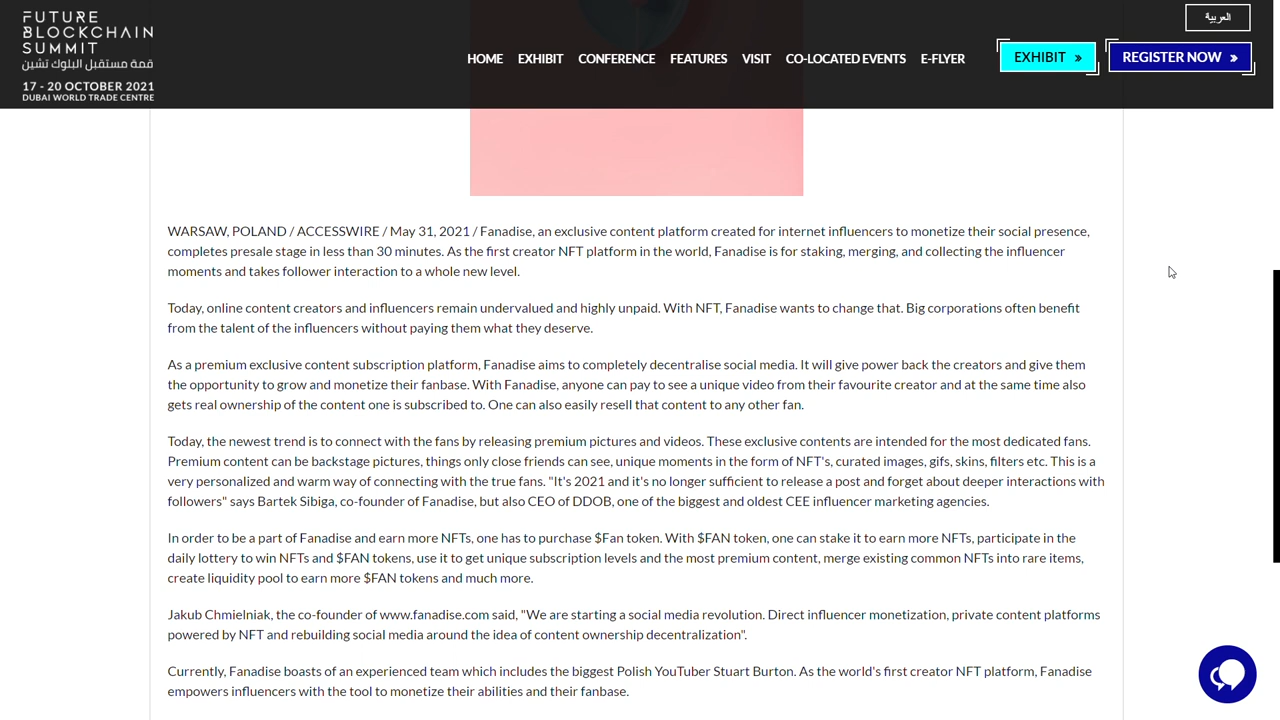 FUTURE
BLOCKCHAIN
SUMMIT
قمة مستقبل البلوك تشين
17 - 20 OCTOBER 2021
DUBAI WORLD TRADE CENTRE
العربية
HOME EXHIBIT CONFERENCE FEATURES VISIT CO-LOCATED EVENTS E-FLYER
EXHIBIT »
REGISTER NOW »
WARSAW, POLAND / ACCESSWIRE / May 31, 2021 / Fanadise, an exclusive content platform created for internet influencers to monetize their social presence,
completes presale stage in less than 30 minutes. As the first creator NFT platform in the world, Fanadise is for staking, merging, and collecting the influencer
moments and takes follower interaction to a whole new level.
Today, online content creators and influencers remain undervalued and highly unpaid. With NFT, Fanadise wants to change that. Big corporations often benefit
from the talent of the influencers without paying them what they deserve.
As a premium exclusive content subscription platform, Fanadise aims to completely decentralise social media. It will give power back the creators and give them
the opportunity to grow and monetize their fanbase. With Fanadise, anyone can pay to see a unique video from their favourite creator and at the same time also
gets real ownership of the content one is subscribed to. One can also easily resell that content to any other fan.
Today, the newest trend is to connect with the fans by releasing premium pictures and videos. These exclusive contents are intended for the most dedicated fans.
Premium content can be backstage pictures, things only close friends can see, unique moments in the form of NFT's, curated images, gifs, skins, filters etc. This is a
very personalized and warm way of connecting with the true fans. "It's 2021 and it's no longer sufficient to release a post and forget about deeper interactions with
followers" says Bartek Sibiga, co-founder of Fanadise, but also CEO of DDOB, one of the biggest and oldest CEE influencer marketing agencies.
In order to be a part of Fanadise and earn more NFTs, one has to purchase $Fan token. With $FAN token, one can stake it to earn more NFTs, participate in the
daily lottery to win NFTs and $FAN tokens, use it to get unique subscription levels and the most premium content, merge existing common NFTs into rare items,
create liquidity pool to earn more $FAN tokens and much more.
Jakub Chmielniak, the co-founder of www.fanadise.com said, "We are starting a social media revolution. Direct influencer monetization, private content platforms
powered by NFT and rebuilding social media around the idea of content ownership decentralization".
Currently, Fanadise boasts of an experienced team which includes the biggest Polish YouTuber Stuart Burton. As the world's first creator NFT platform, Fanadise
empowers influencers with the tool to monetize their abilities and their fanbase.